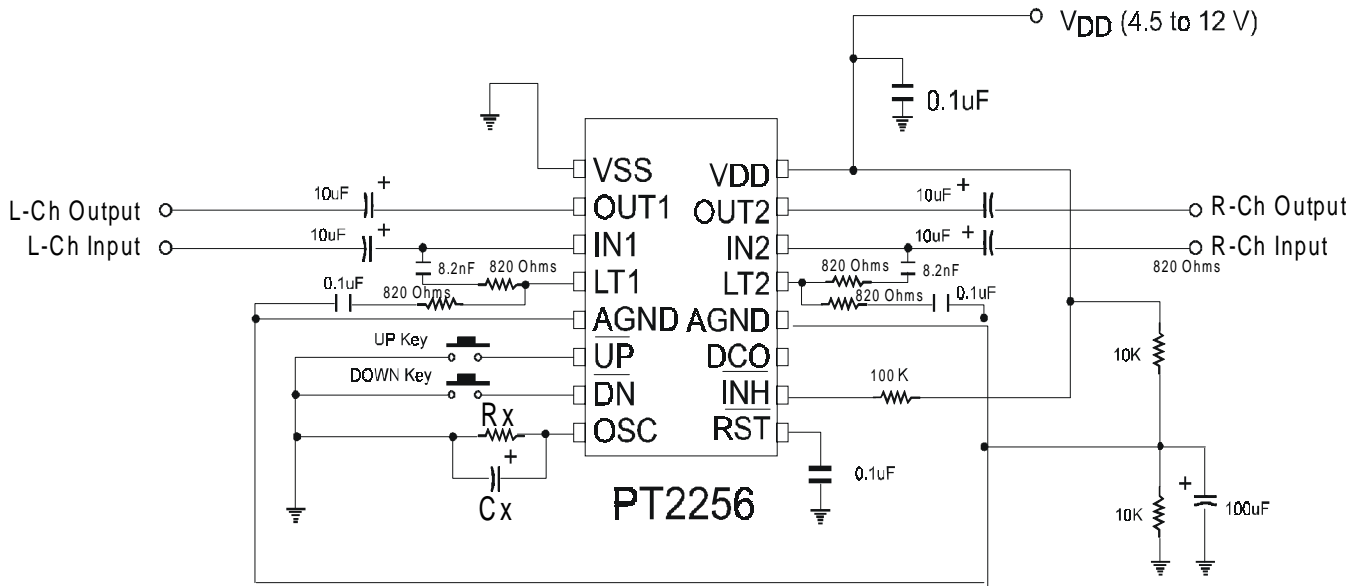 VDD (4.5 to 12 V)
0.1uF
VSS
VDD
10uF +
10uF +
L-Ch Output
OUT1
OUT2
R-Ch Output
10uF +
10uF +
L-Ch Input
IN1
IN2
R-Ch Input
8.2nF
820 Ohms
820 Ohms
8.2nF
820 Ohms
0.1uF
820 Ohms
LT1
LT2
820 Ohms
0.1uF
AGND
AGND
UP Key
UP
DCO
10K
DOWN Key
DN
100 K
INH
Rx
OSC
RST
+
Cx
0.1uF
PT2256
10K
+
100uF